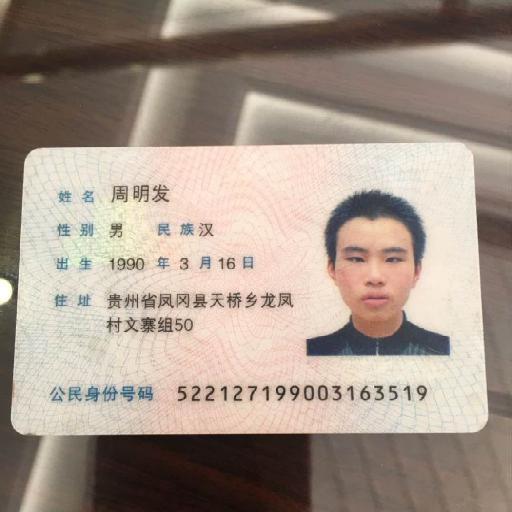 姓名 周明发
性别 男 民族 汉
出生 1990 年 3 月 16 日
住址 贵州省凤冈县天桥乡龙凤
村文寨组50
公民身份号码 522127199003163519